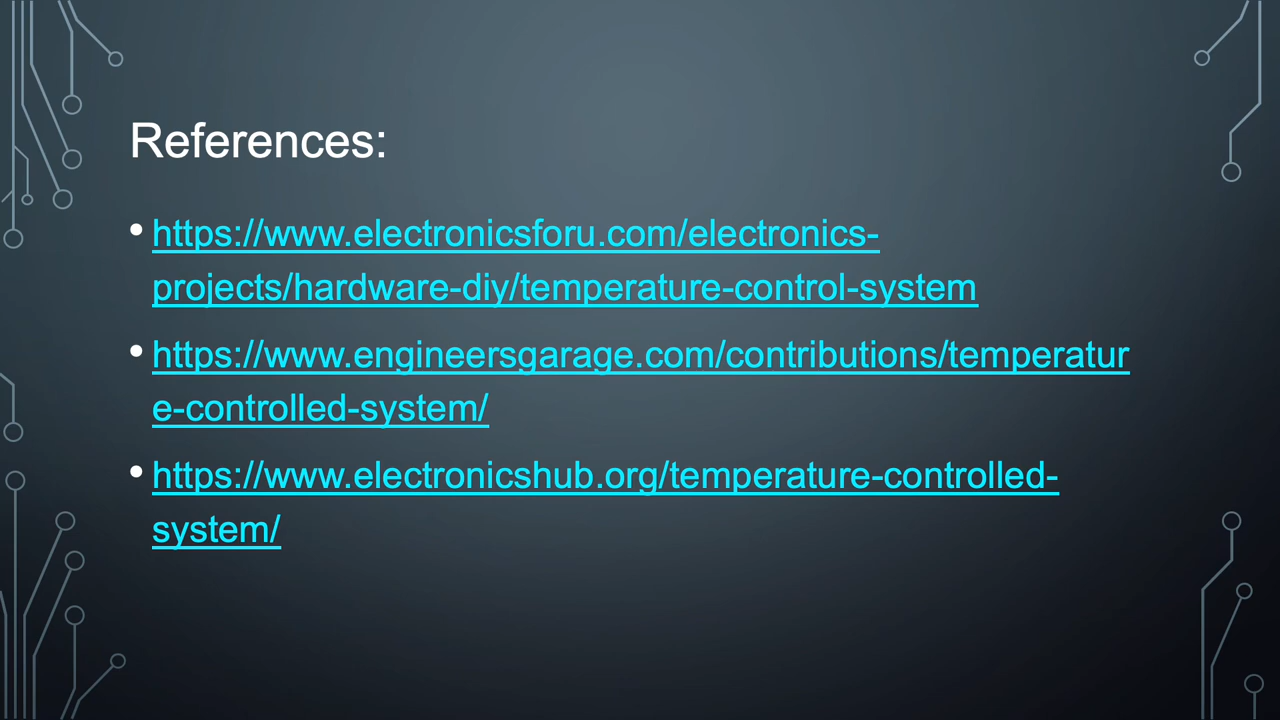 References:
• https://www.electronicsforu.com/electronics-
projects/hardware-diy/temperature-control-system
• https://www.engineersgarage.com/contributions/temperatur
e-controlled-system/
• https://www.electronicshub.org/temperature-controlled-
system/